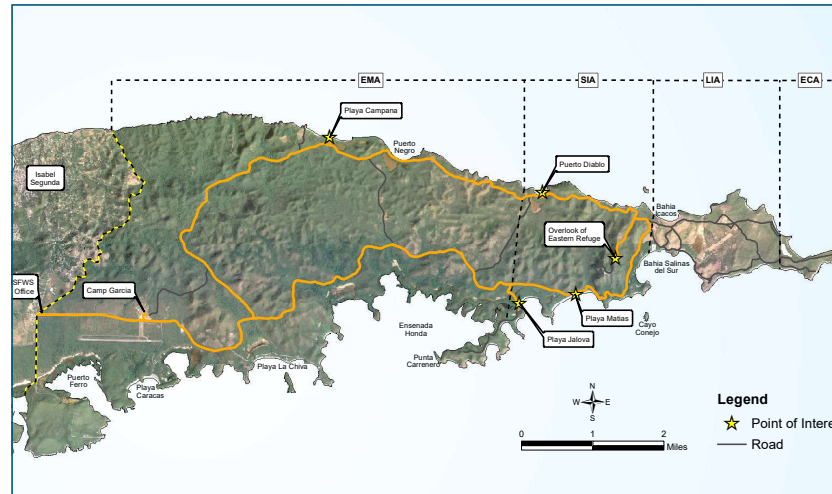 EMA
SIA
LIA
ECA
Playa Campana
Puerto
Negro
Puerto Diablo
Isabel
Segunda
Bahia
Icacos
Overlook of
Eastern Refuge
Bahia Salinas
del Sur
SFWS
Office
Camp Garcia
Playa Matias
Cayo
Conejo
Ensenada
Honda
Playa Jalova
Punta
Carrenero
Playa La Chiva
Puerto
Ferro
Playa
Caracas
N
W E
S
0 1 2
Miles
Legend
Point of Intere
Road